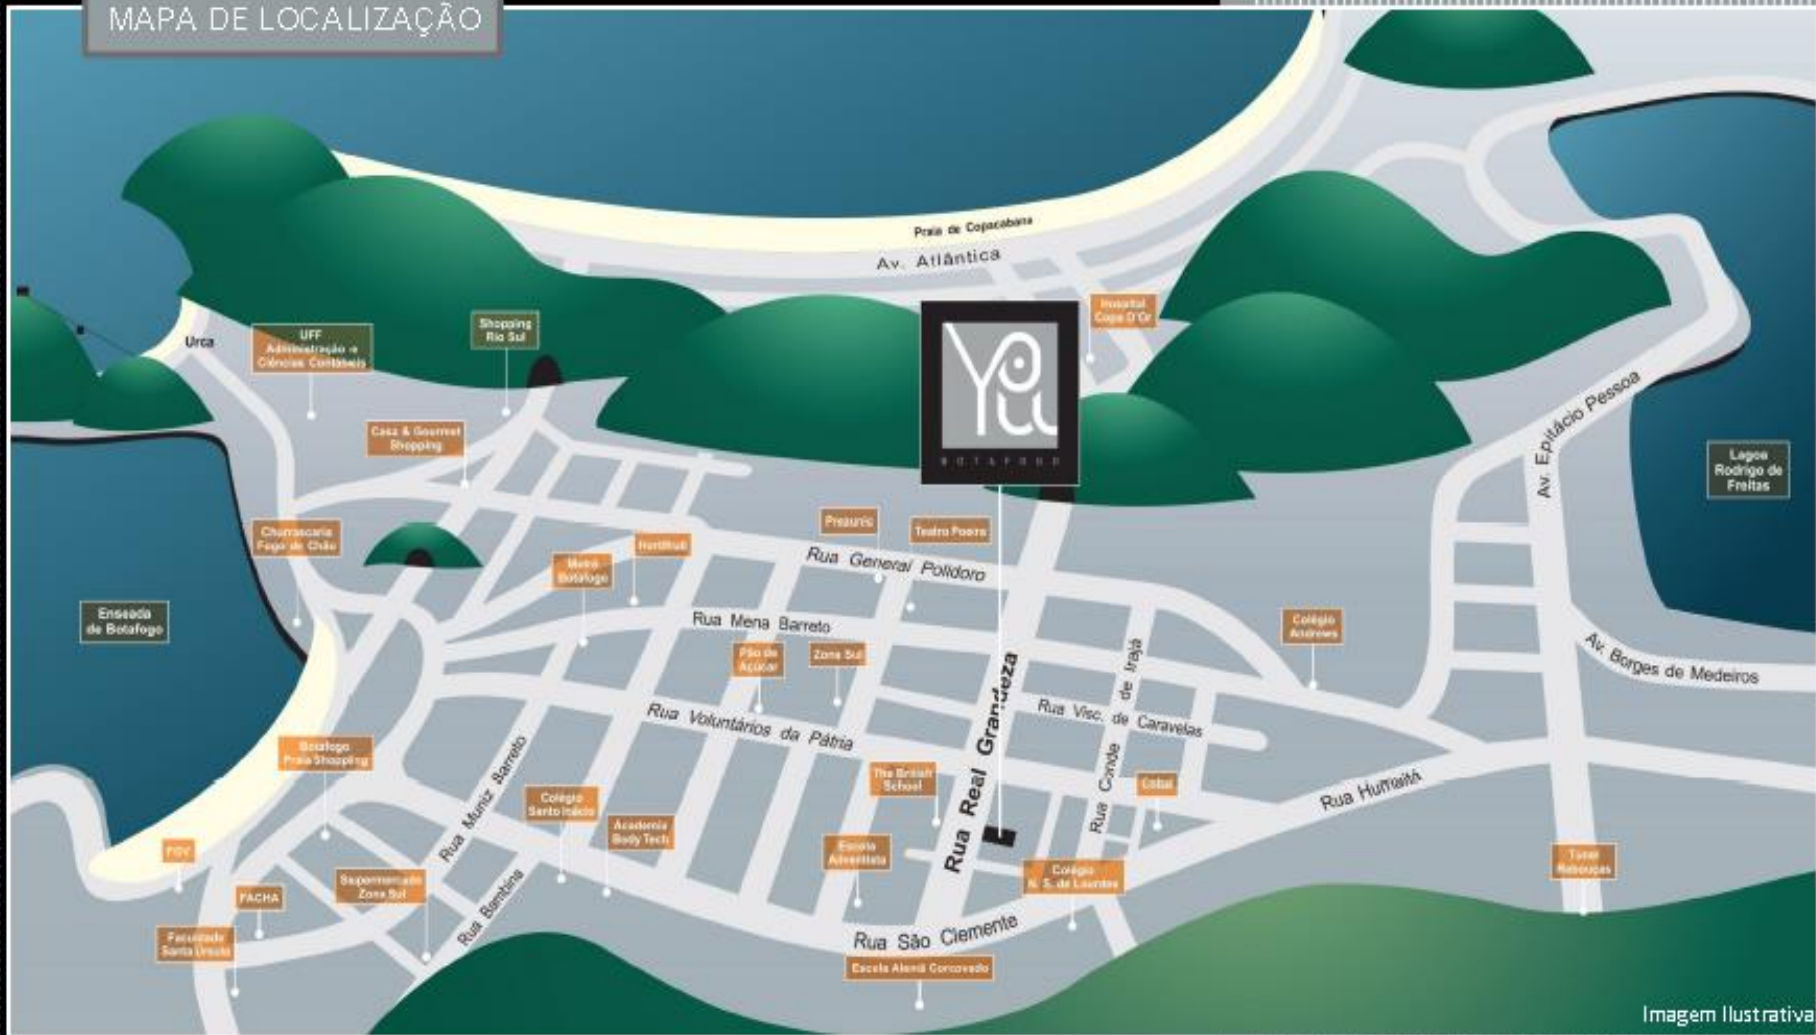 MAPA DE LOCALIZAÇÃO
Praia de Copacabana
Av. Atlântica
Hospital
Copa D'Or
Urca
UFF
Administração e
Ciências Contábeis
Shopping
Rio Sul
You
BOTAFOGO
Casa & Gourmet
Shopping
Av. Epitácio Pessoa
Lagoa
Rodrigo de
Freitas
Churrascaria
Fogo de Chão
Hortifruti
Metrô
Botafogo
Teatro Poeira
Rua General Polidoro
Enseada
de Botafogo
Rua Mena Barreto
Colégio
Andrews
Pão de
Açúcar
Zona Sul
Av. Borges de Medeiros
Rua Real Grandeza
Rua Conde de Irajá
Rua Visc. de Caravelas
Rua Voluntários da Pátria
Botafogo
Praia Shopping
Rua Muniz Barreto
The British
School
Cobal
Rua Humaitá
Colégio
Santo Inácio
Academia
Body Tech
Escola
Adventista
FGV
Supermercado
Zona Sul
Colégio
N. S. de Lourdes
Túnel
Rebouças
FACHA
Rua Bambina
Faculdade
Santa Úrsula
Rua São Clemente
Escola Alemã Corcovado
Imagem Ilustrativa